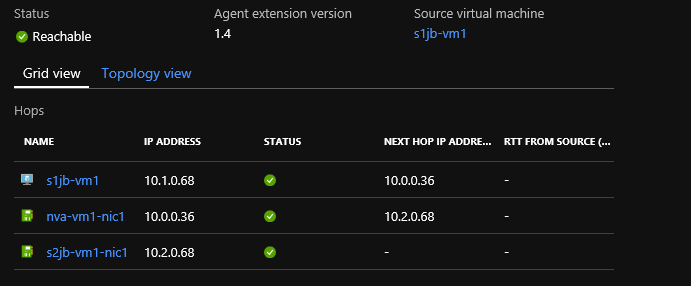 Status Agent extension version Source virtual machine
Reachable 1.4 s1jb-vm1
Grid view Topology view
Hops
NAME IP ADDRESS STATUS NEXT HOP IP ADDRE... RTT FROM SOURCE (...
s1jb-vm1 10.1.0.68 10.0.0.36 -
nva-vm1-nic1 10.0.0.36 10.2.0.68 -
s2jb-vm1-nic1 10.2.0.68 - -